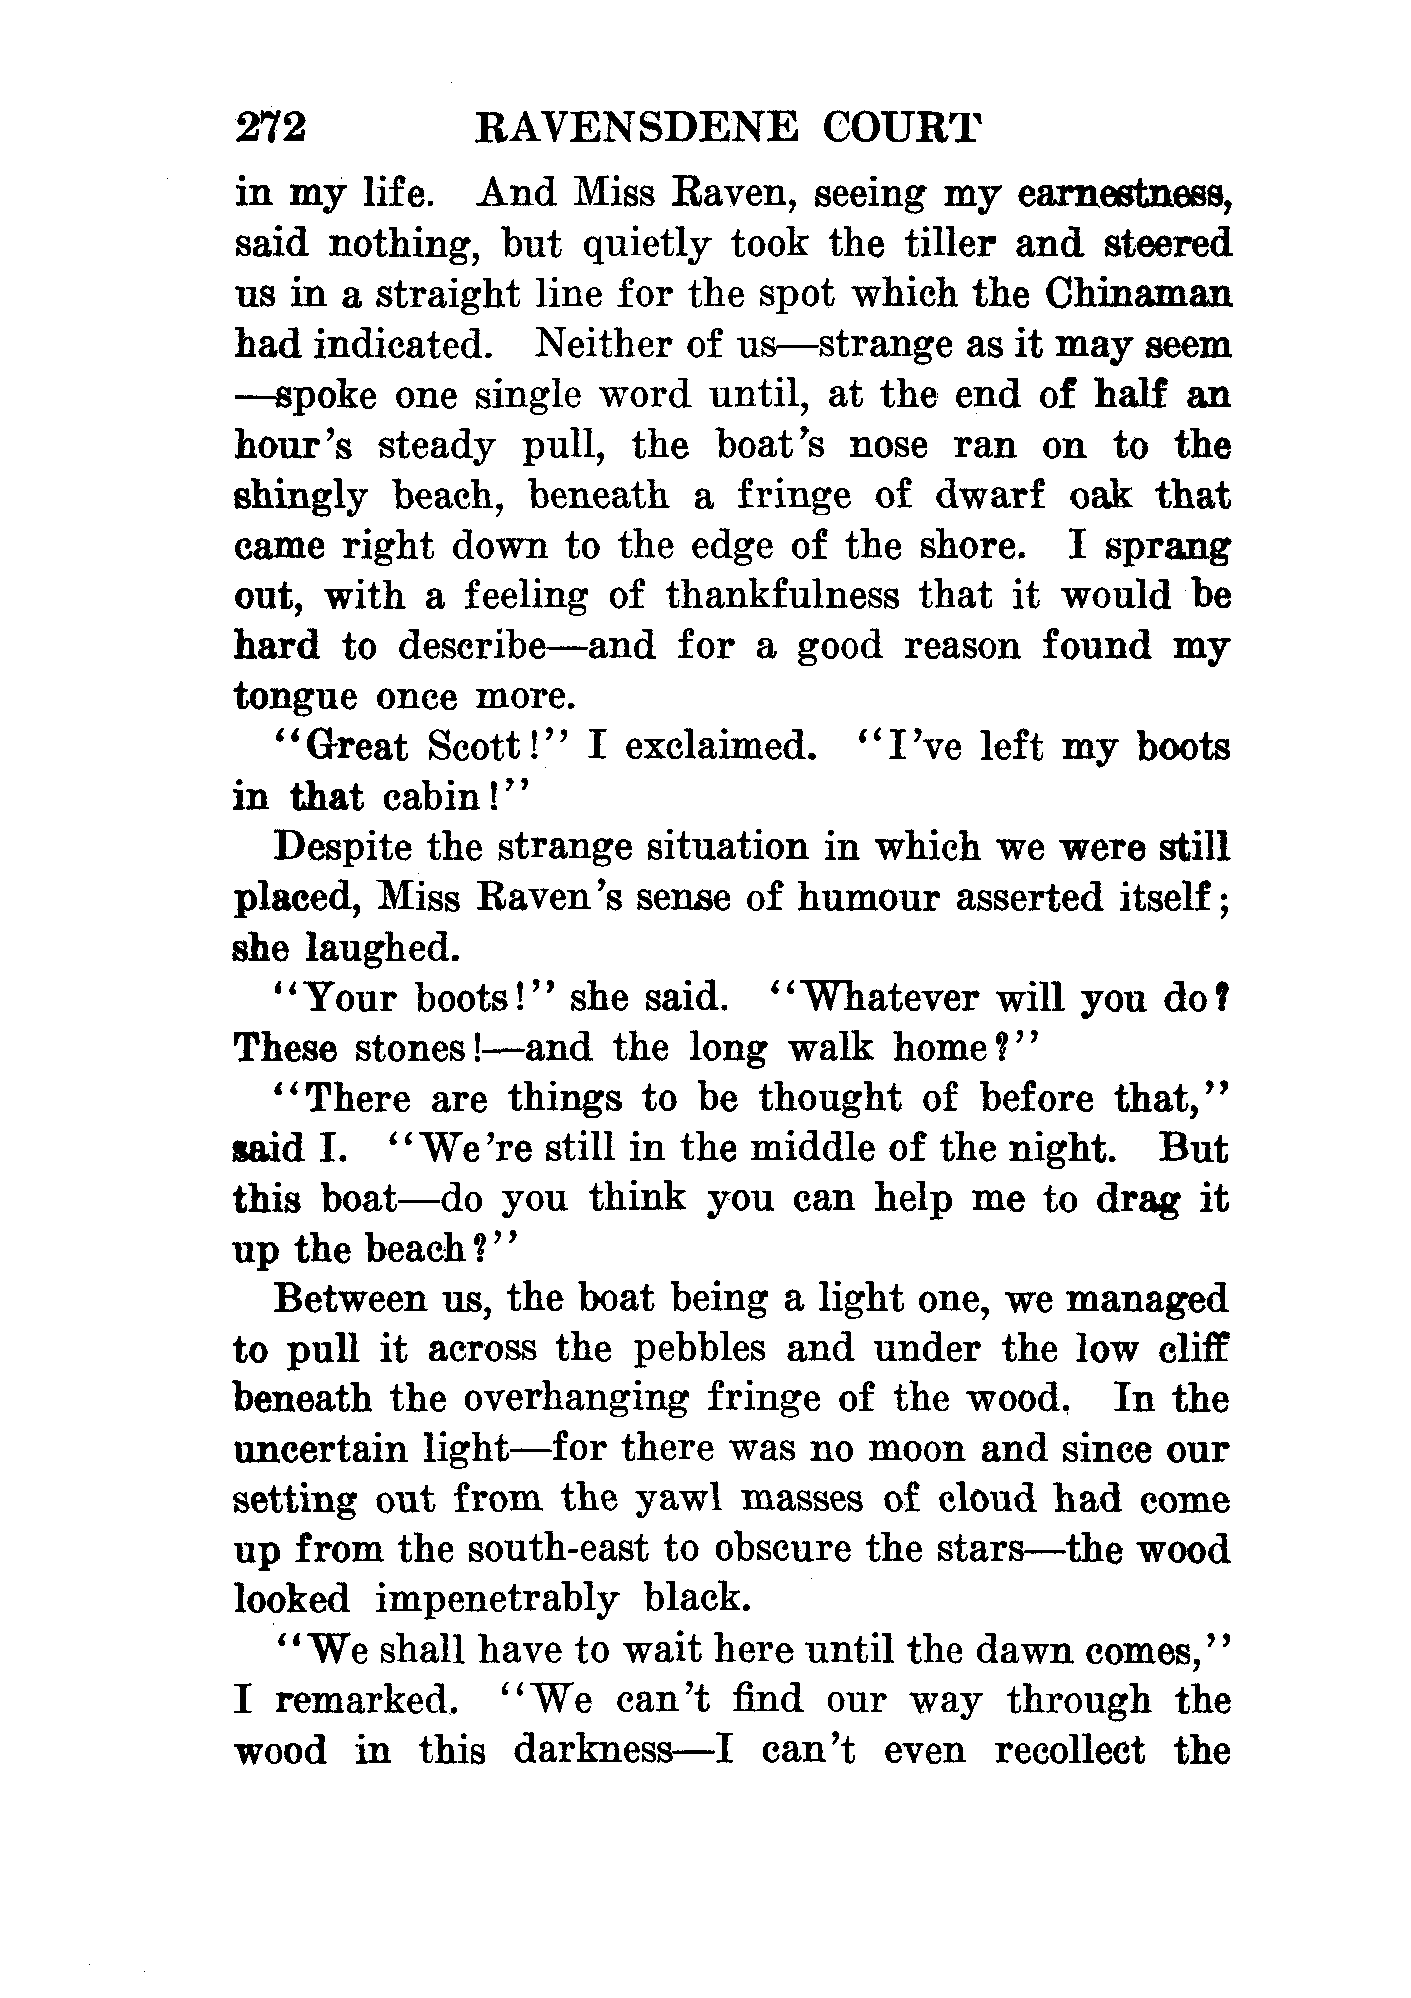 272 RAVENSDENE COURT
in my life. And Miss Raven, seeing my earnestness,
said nothing, but quietly took the tiller and steered
us in a straight line for the spot which the Chinaman
had indicated. Neither of us—strange as it may seem
—spoke one single word until, at the end of half an
hour's steady pull, the boat's nose ran on to the
shingly beach, beneath a fringe of dwarf oak that
came right down to the edge of the shore. I sprang
out, with a feeling of thankfulness that it would be
hard to describe—and for a good reason found my
tongue once more.
"Great Scott!" I exclaimed. "I've left my boots
in that cabin!"
Despite the strange situation in which we were still
placed, Miss Raven's sense of humour asserted itself;
she laughed.
"Your boots!" she said. "Whatever will you do?
These stones!—and the long walk home?"
"There are things to be thought of before that,"
said I. "We're still in the middle of the night. But
this boat—do you think you can help me to drag it
up the beach?"
Between us, the boat being a light one, we managed
to pull it across the pebbles and under the low cliff
beneath the overhanging fringe of the wood. In the
uncertain light—for there was no moon and since our
setting out from the yawl masses of cloud had come
up from the south-east to obscure the stars—the wood
looked impenetrably black.
"We shall have to wait here until the dawn comes,"
I remarked. "We can't find our way through the
wood in this darkness—I can't even recollect the